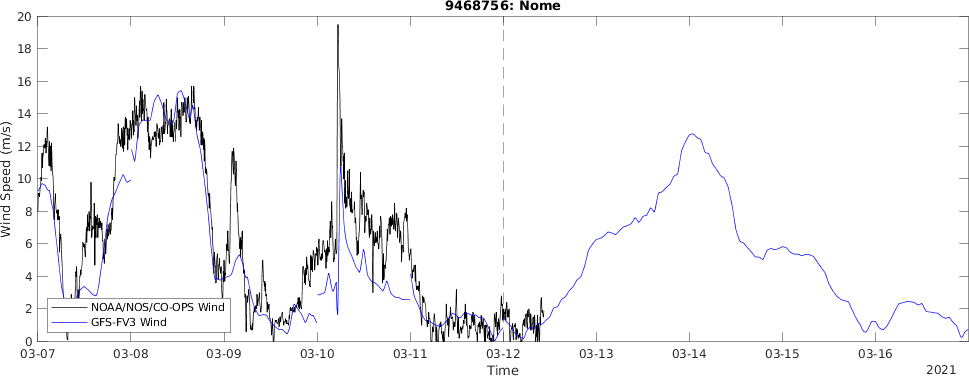 9468756: Nome
20
18
16
14
12
10
8
6
4
2
0
Wind Speed (m/s)
NOAA/NOS/CO-OPS Wind
GFS-FV3 Wind
03-07 03-08 03-09 03-10 03-11 03-12 03-13 03-14 03-15 03-16
Time
2021